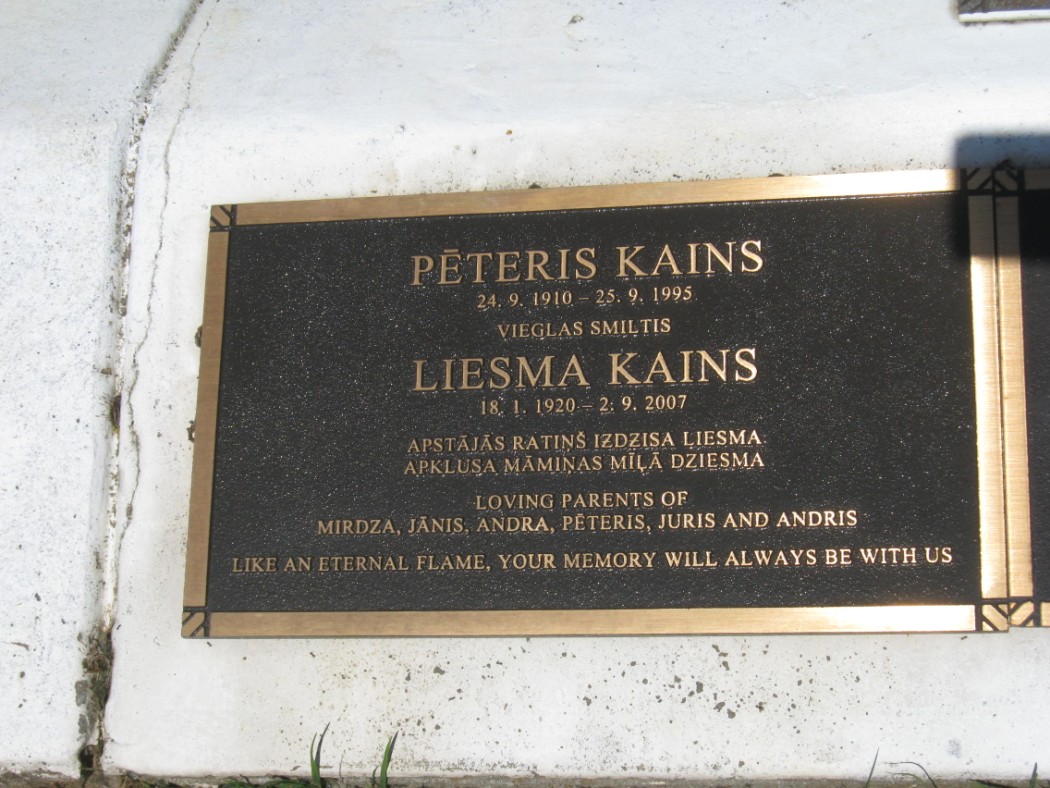 PĒTERIS KAINS
24. 9. 1910 – 25. 9. 1995
VIEGLAS SMILTIS
LIESMA KAINS
18. 1. 1920 – 2. 9. 2007
APSTĀJĀS RATIŅŠ IZDZISA LIESMA
APKLUSA MĀMIŅAS MĪĻĀ DZIESMA
LOVING PARENTS OF
MIRDZA, JĀNIS, ANDRA, PĒTERIS, JURIS AND ANDRIS
LIKE AN ETERNAL FLAME, YOUR MEMORY WILL ALWAYS BE WITH US